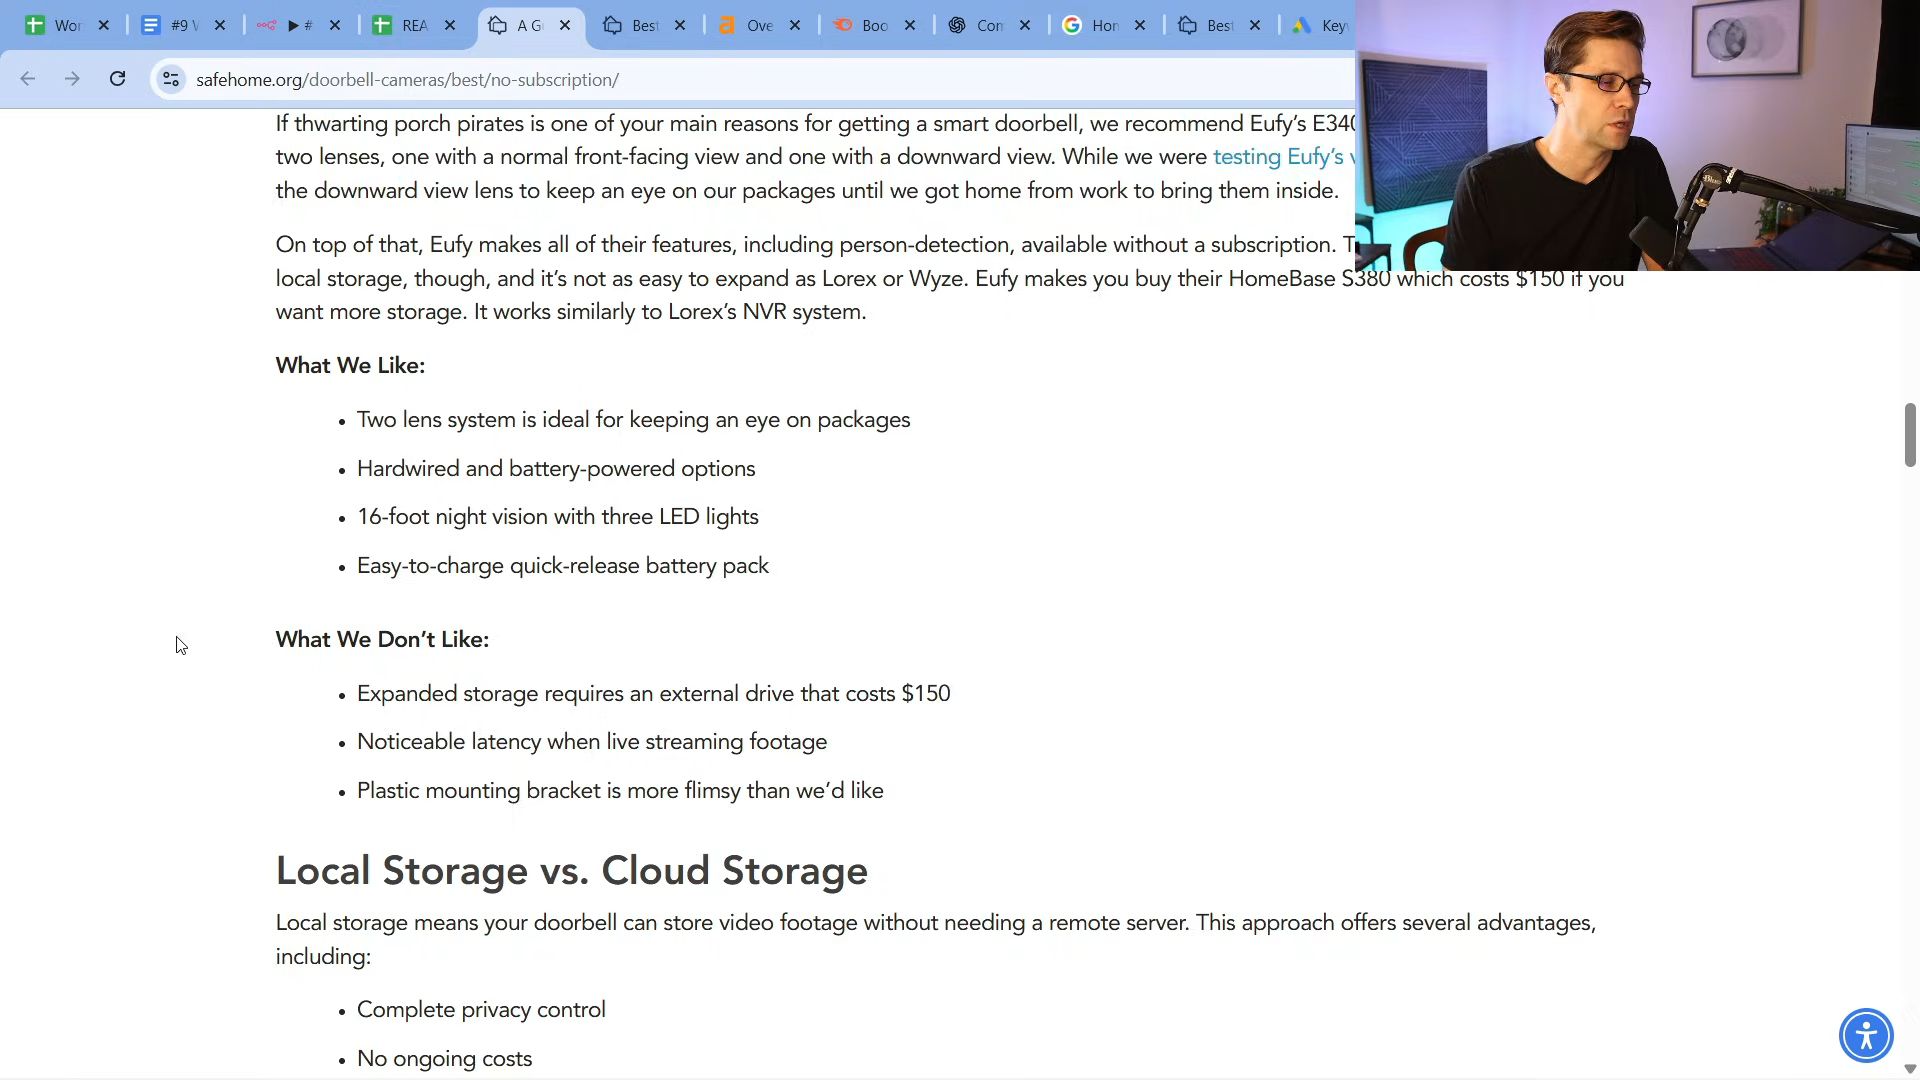 Wor
#9 V
▶ #
REA
A G
Best
Ove
Boo
Con
Hon
Best
Key
safehome.org/doorbell-cameras/best/no-subscription/
If thwarting porch pirates is one of your main reasons for getting a smart doorbell, we recommend Eufy’s E340
two lenses, one with a normal front-facing view and one with a downward view. While we were testing Eufy’s v
the downward view lens to keep an eye on our packages until we got home from work to bring them inside.
On top of that, Eufy makes all of their features, including person-detection, available without a subscription. T
local storage, though, and it’s not as easy to expand as Lorex or Wyze. Eufy makes you buy their HomeBase S380 which costs $150 if you
want more storage. It works similarly to Lorex’s NVR system.
What We Like:
• Two lens system is ideal for keeping an eye on packages
• Hardwired and battery-powered options
• 16-foot night vision with three LED lights
• Easy-to-charge quick-release battery pack
What We Don’t Like:
• Expanded storage requires an external drive that costs $150
• Noticeable latency when live streaming footage
• Plastic mounting bracket is more flimsy than we’d like
Local Storage vs. Cloud Storage
Local storage means your doorbell can store video footage without needing a remote server. This approach offers several advantages,
including:
• Complete privacy control
• No ongoing costs